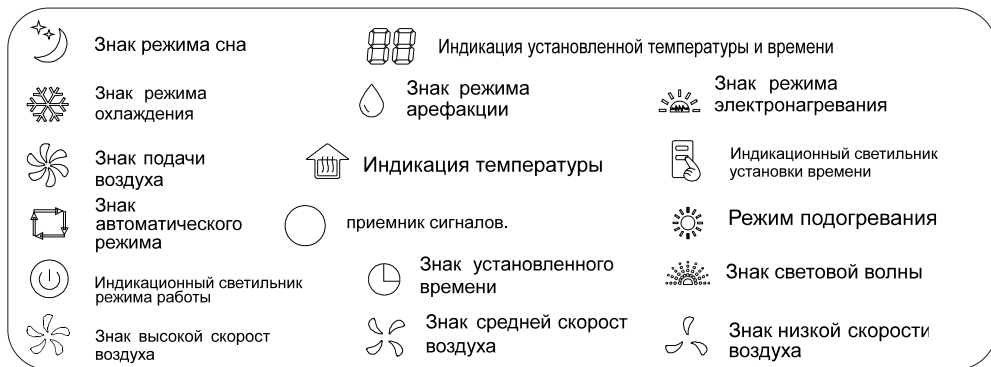 Знак режима сна
88
Индикация установленной температуры и времени
Знак режима
охлаждения
Знак режима
арефакции
Знак режима
электронагревания
Знак подачи
воздуха
Индикация температуры
Индикационный светильник
установки времени
Знак
автоматического
режима
приемник сигналов.
Режим подогревания
Индикационный светильник
режима работы
Знак установленного
времени
Знак световой волны
Знак высокой скорост
воздуха
Знак средней скорост
воздуха
Знак низкой скорости
воздуха